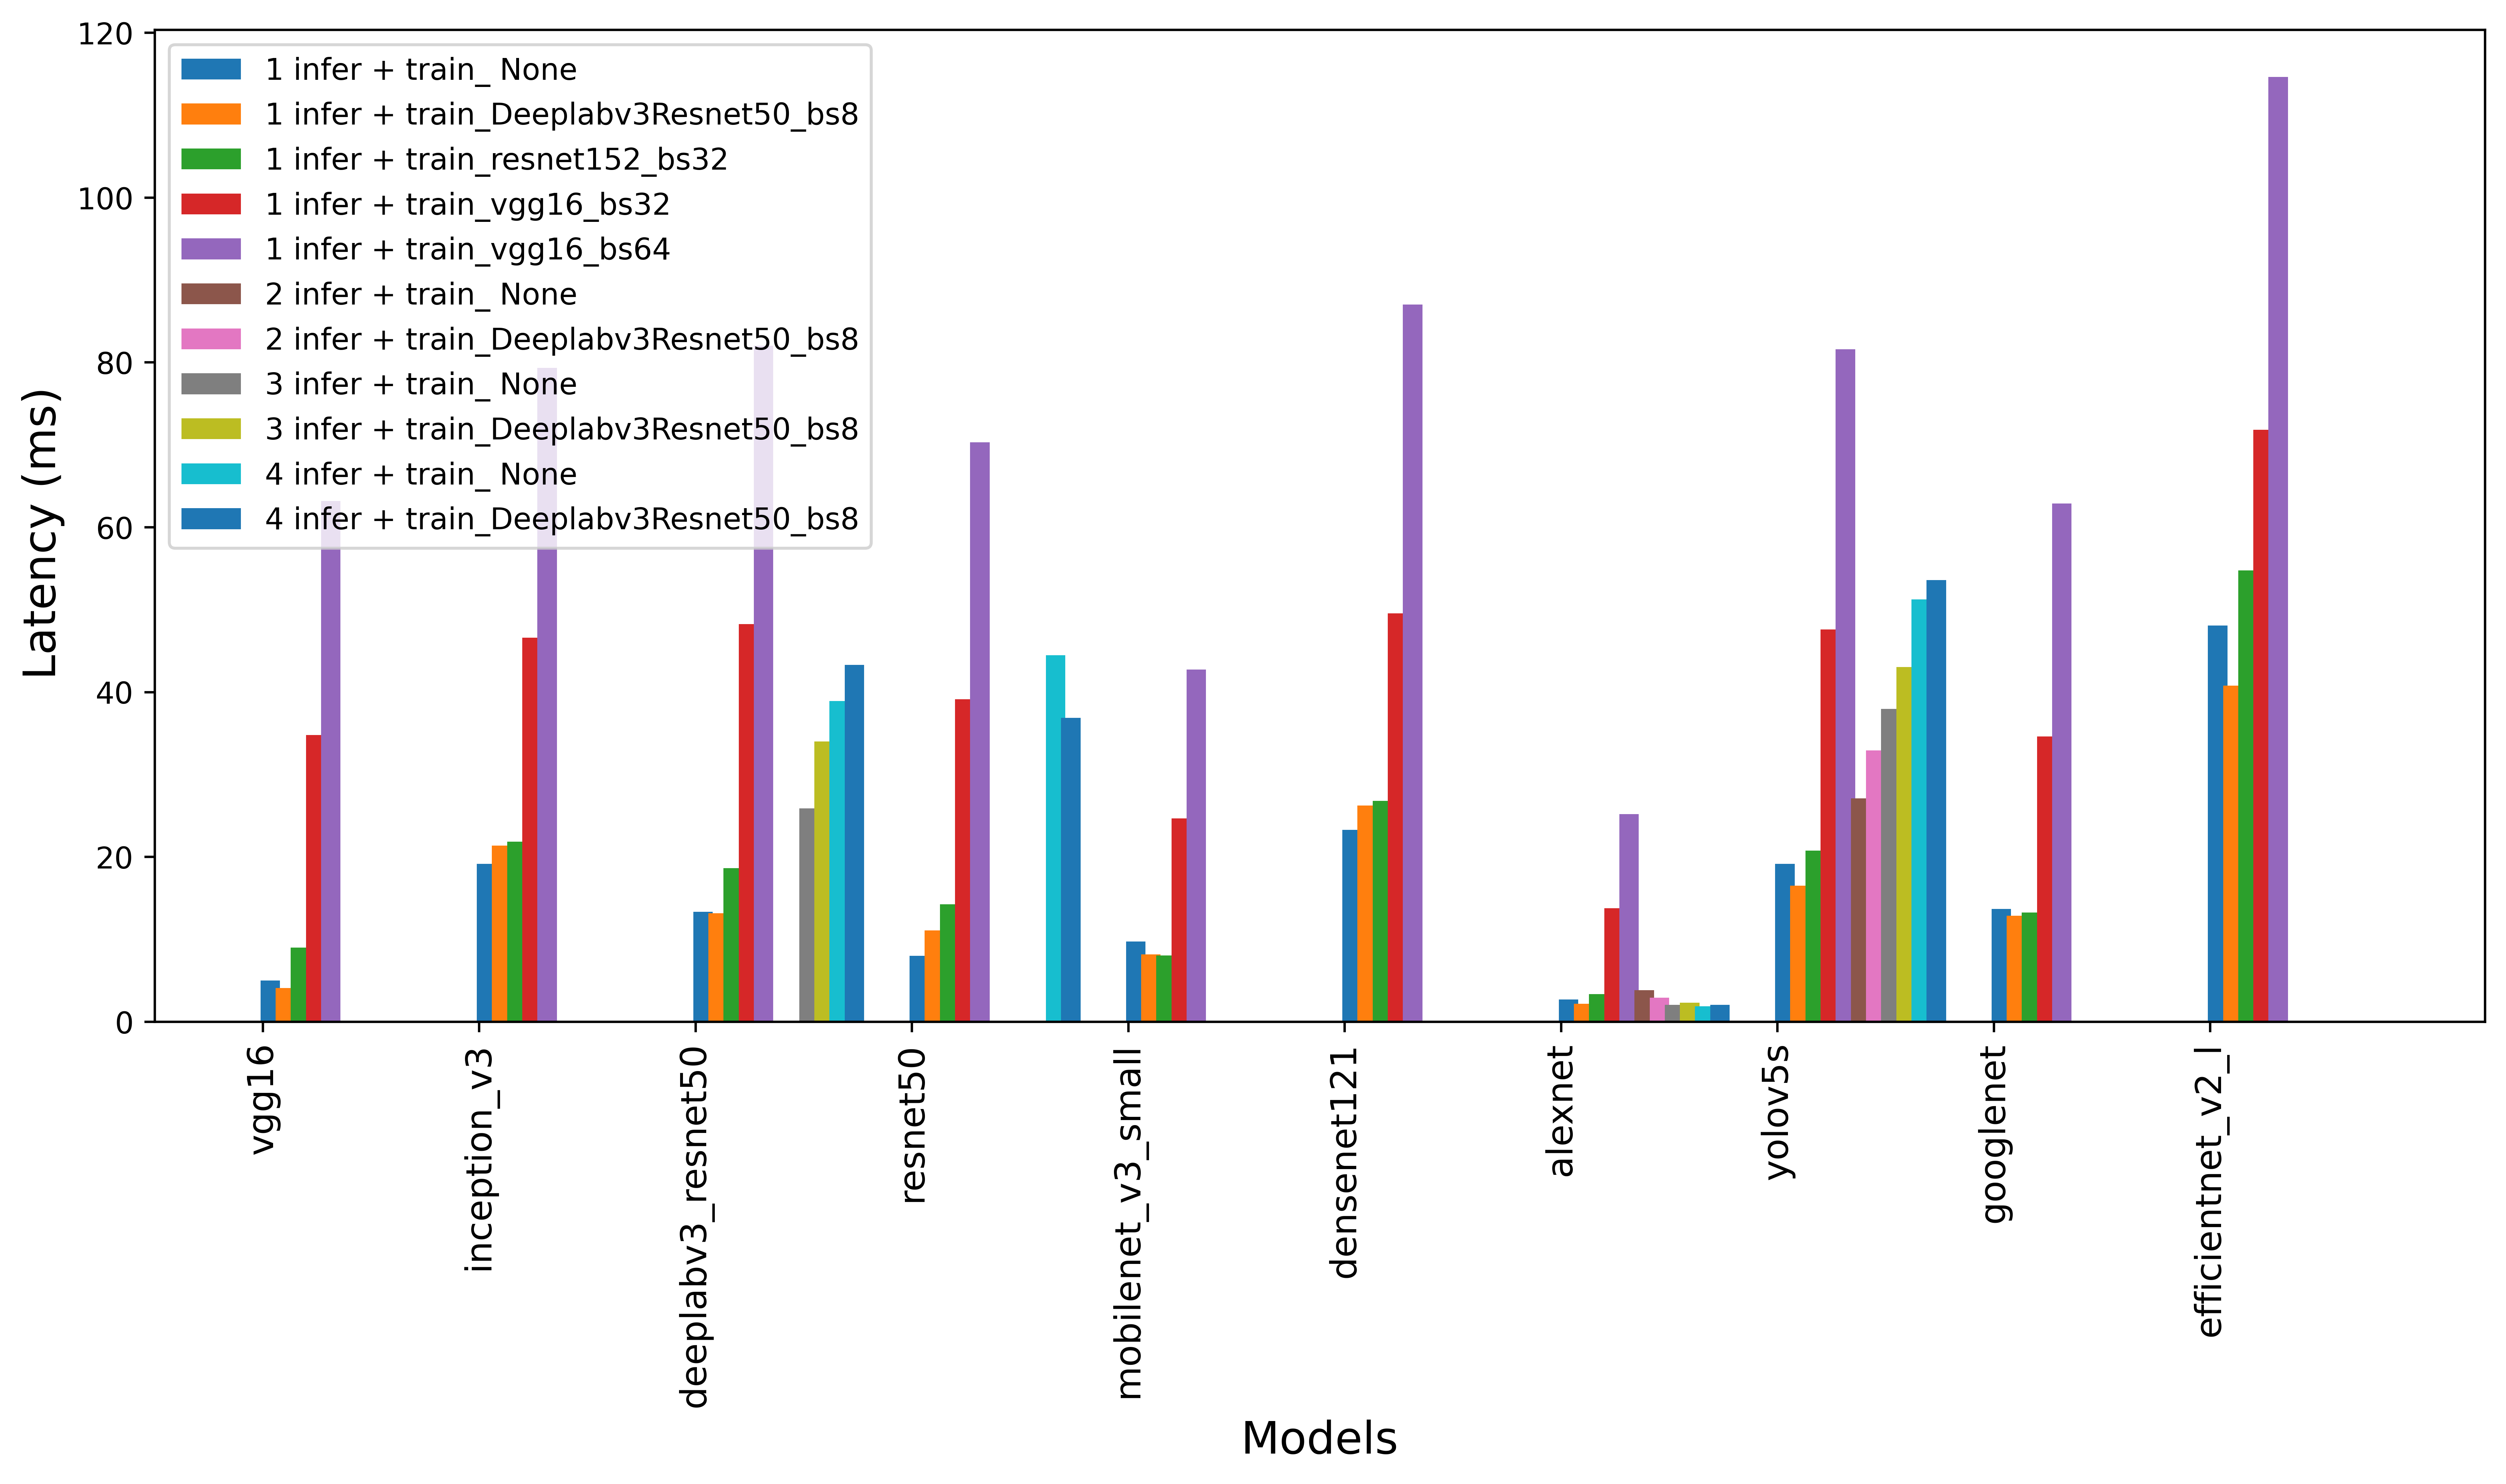 120
100
80
60
40
20
0
Latency (ms)
1 infer + train_ None
1 infer + train_Deeplabv3Resnet50_bs8
1 infer + train_resnet152_bs32
1 infer + train_vgg16_bs32
1 infer + train_vgg16_bs64
2 infer + train_ None
2 infer + train_Deeplabv3Resnet50_bs8
3 infer + train_ None
3 infer + train_Deeplabv3Resnet50_bs8
4 infer + train_ None
4 infer + train_Deeplabv3Resnet50_bs8
vgg16
inception_v3
deeplabv3_resnet50
resnet50
mobilenet_v3_small
densenet121
alexnet
yolov5s
googlenet
efficientnet_v2_l
Models